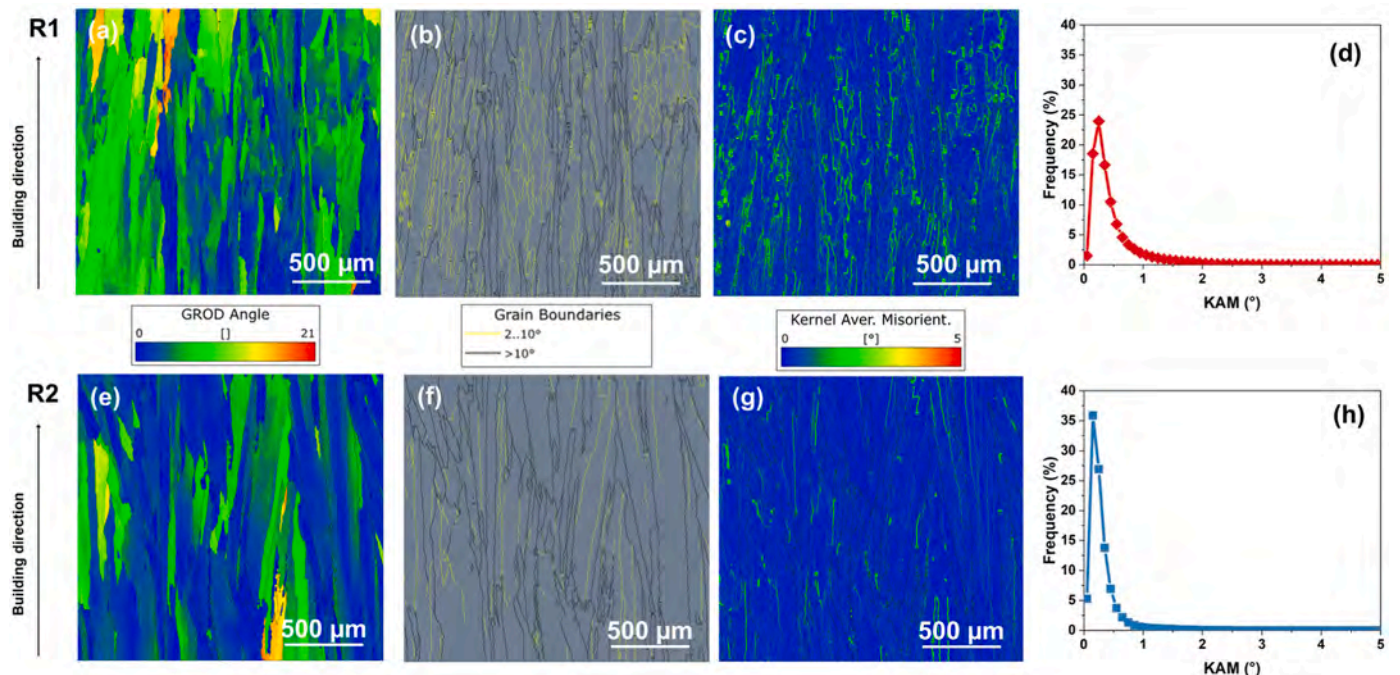 R1
Building direction
(a)
500 µm
(b)
500 µm
(c)
500 µm
(d)
Frequency (%)
40
35
30
25
20
15
10
5
0
0 1 2 3 4 5
KAM (°)
GROD Angle
0 [] 21
Grain Boundaries
2..10°
>10°
Kernel Aver. Misorient.
0 [°] 5
R2
Building direction
(e)
500 µm
(f)
500 µm
(g)
500 µm
(h)
Frequency (%)
40
35
30
25
20
15
10
5
0
0 1 2 3 4 5
KAM (°)